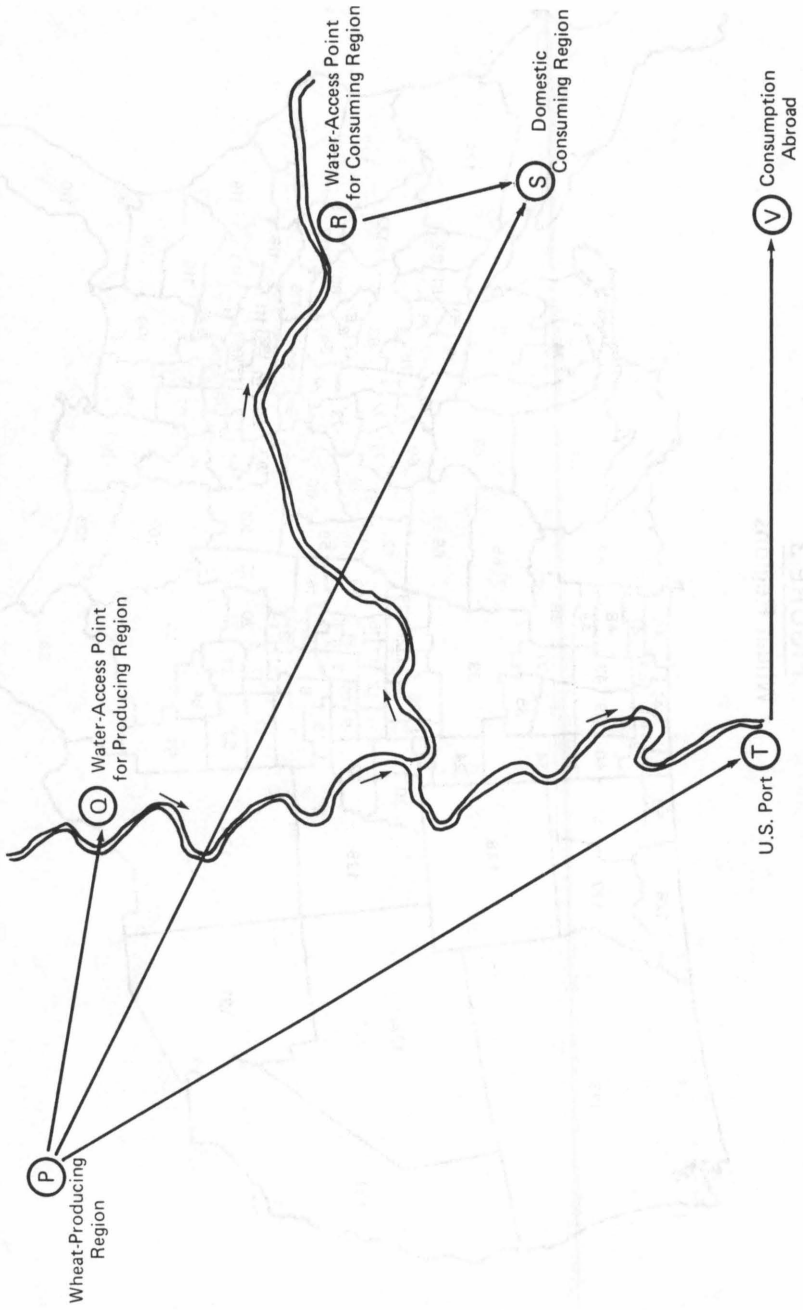 P
Wheat-Producing
Region
Q
Water-Access Point
for Producing Region
R
Water-Access Point
for Consuming Region
S
Domestic
Consuming Region
U.S. Port
T
V
Consumption
Abroad